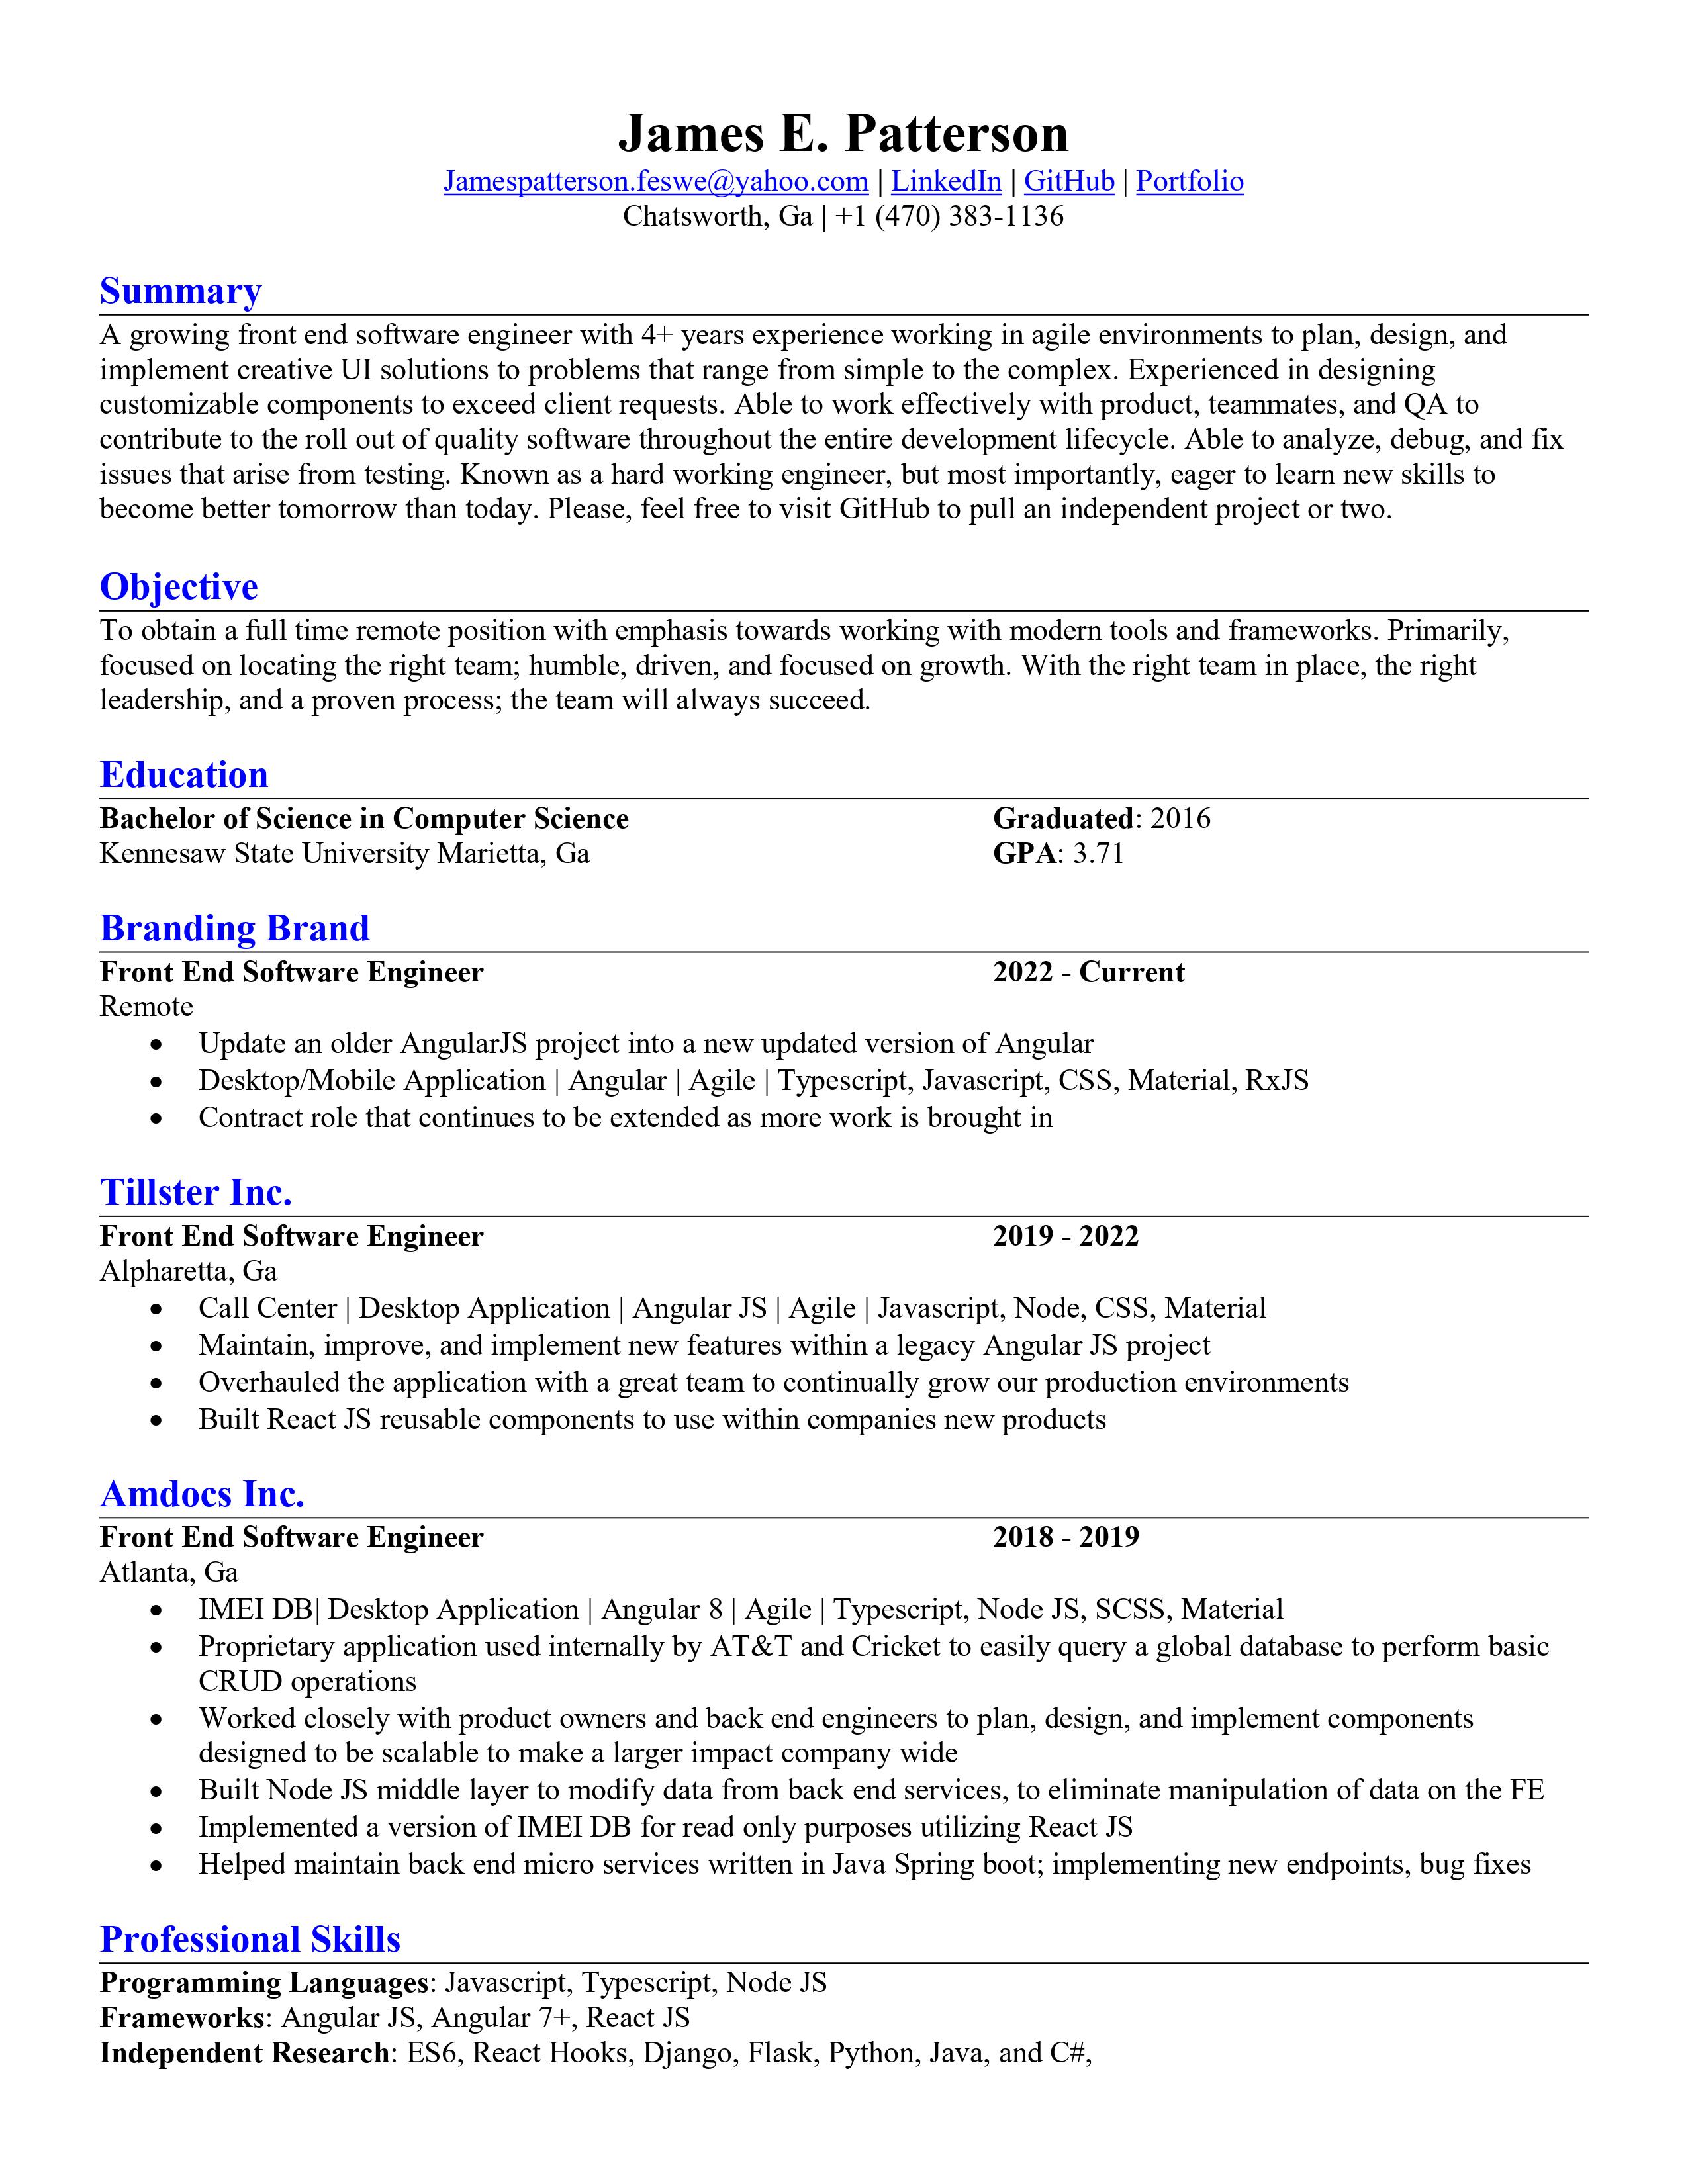 James E. Patterson
Jamespatterson.feswe@yahoo.com | LinkedIn | GitHub | Portfolio
Chatsworth, Ga | +1 (470) 383-1136
Summary
A growing front end software engineer with 4+ years experience working in agile environments to plan, design, and
implement creative UI solutions to problems that range from simple to the complex. Experienced in designing
customizable components to exceed client requests. Able to work effectively with product, teammates, and QA to
contribute to the roll out of quality software throughout the entire development lifecycle. Able to analyze, debug, and fix
issues that arise from testing. Known as a hard working engineer, but most importantly, eager to learn new skills to
become better tomorrow than today. Please, feel free to visit GitHub to pull an independent project or two.
Objective
To obtain a full time remote position with emphasis towards working with modern tools and frameworks. Primarily,
focused on locating the right team; humble, driven, and focused on growth. With the right team in place, the right
leadership, and a proven process; the team will always succeed.
Education
Bachelor of Science in Computer Science Graduated: 2016
Kennesaw State University Marietta, Ga GPA: 3.71
Branding Brand
Front End Software Engineer 2022 - Current
Remote
• Update an older AngularJS project into a new updated version of Angular
• Desktop/Mobile Application | Angular | Agile | Typescript, Javascript, CSS, Material, RxJS
• Contract role that continues to be extended as more work is brought in
Tillster Inc.
Front End Software Engineer 2019 - 2022
Alpharetta, Ga
• Call Center | Desktop Application | Angular JS | Agile | Javascript, Node, CSS, Material
• Maintain, improve, and implement new features within a legacy Angular JS project
• Overhauled the application with a great team to continually grow our production environments
• Built React JS reusable components to use within companies new products
Amdocs Inc.
Front End Software Engineer 2018 - 2019
Atlanta, Ga
• IMEI DB| Desktop Application | Angular 8 | Agile | Typescript, Node JS, SCSS, Material
• Proprietary application used internally by AT&T and Cricket to easily query a global database to perform basic
CRUD operations
• Worked closely with product owners and back end engineers to plan, design, and implement components
designed to be scalable to make a larger impact company wide
• Built Node JS middle layer to modify data from back end services, to eliminate manipulation of data on the FE
• Implemented a version of IMEI DB for read only purposes utilizing React JS
• Helped maintain back end micro services written in Java Spring boot; implementing new endpoints, bug fixes
Professional Skills
Programming Languages: Javascript, Typescript, Node JS
Frameworks: Angular JS, Angular 7+, React JS
Independent Research: ES6, React Hooks, Django, Flask, Python, Java, and C#,